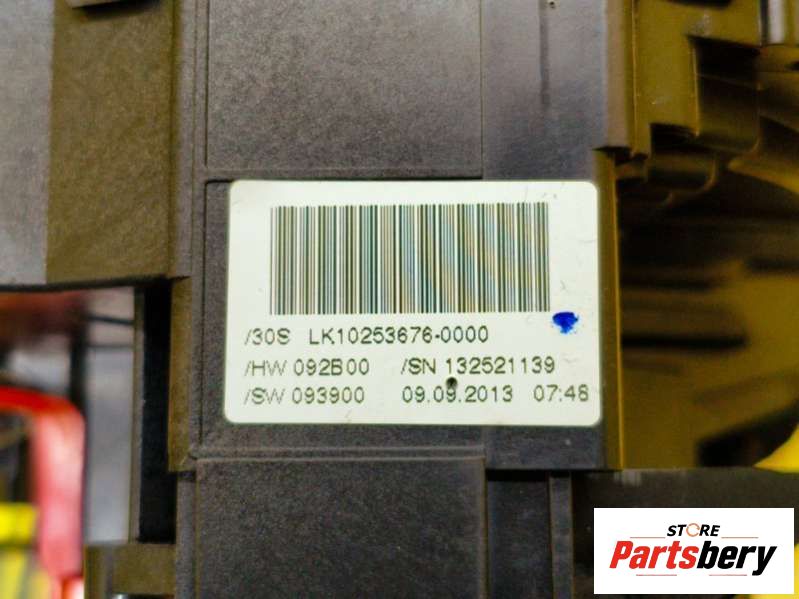 /30S LK10253676-0000
/HW 092B00 /SN 132521139
/SW 093900 09.09.2013 07:48
STORE
Partsbery